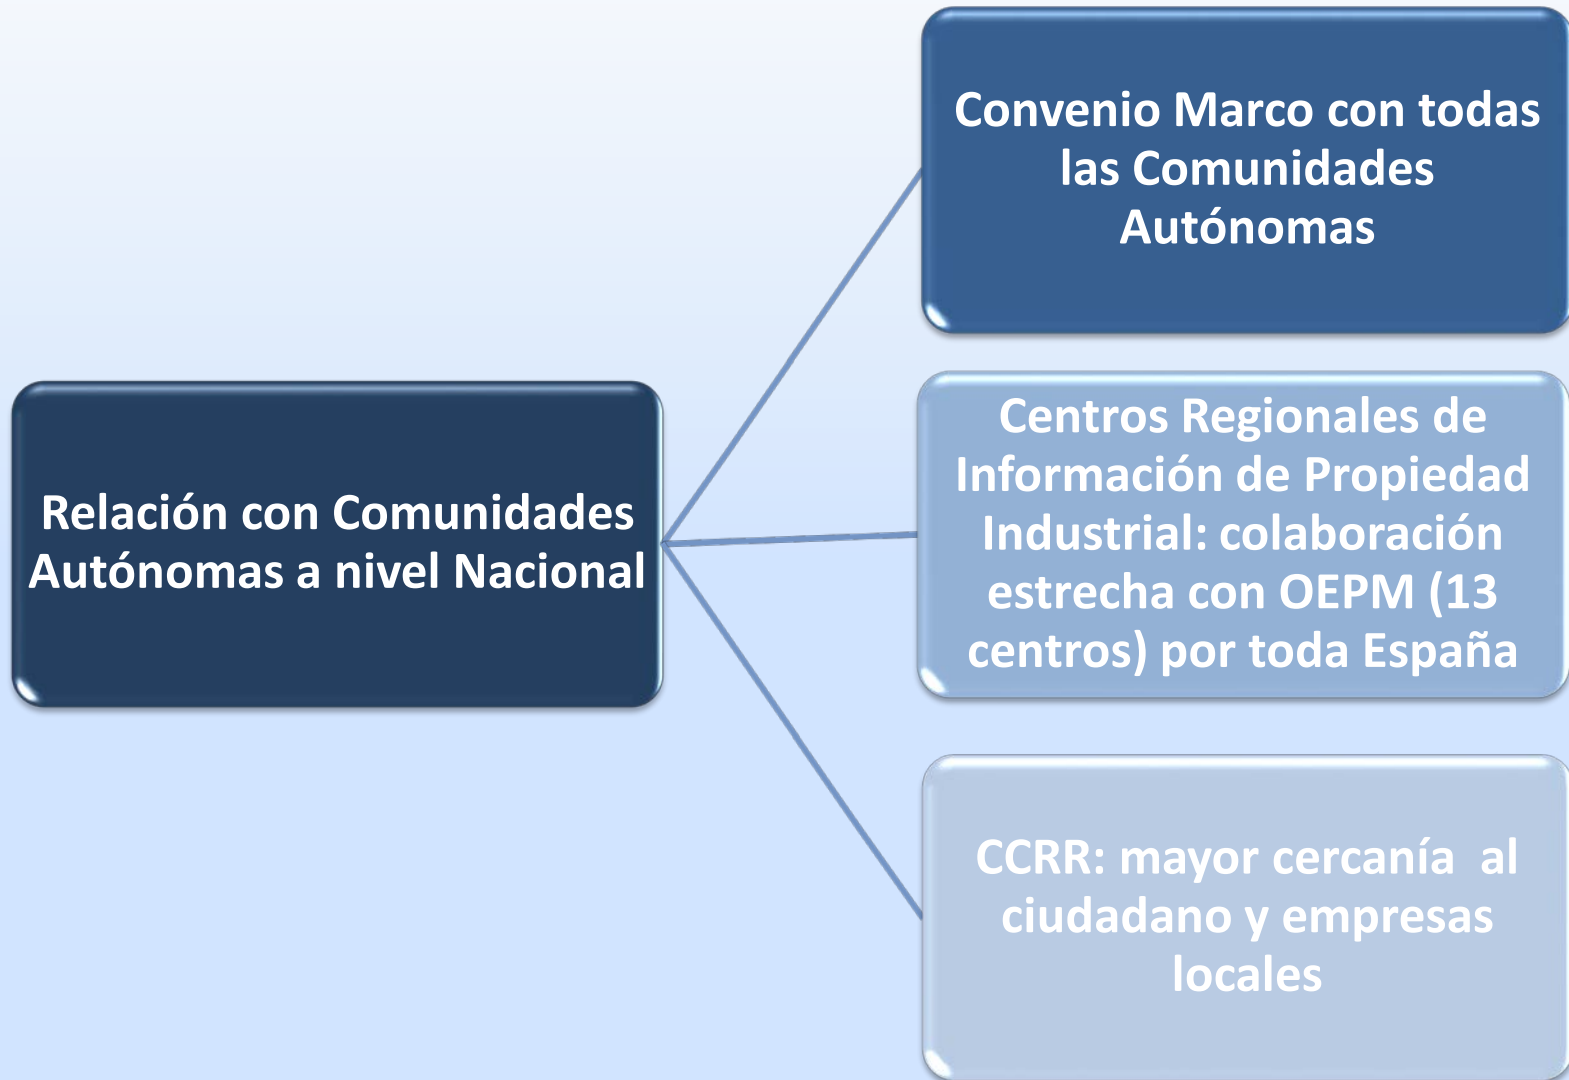 Relación con Comunidades
Autónomas a nivel Nacional
Convenio Marco con todas
las Comunidades
Autónomas
Centros Regionales de
Información de Propiedad
Industrial: colaboración
estrecha con OEPM (13
centros) por toda España
CCRR: mayor cercanía  al
ciudadano y empresas
locales